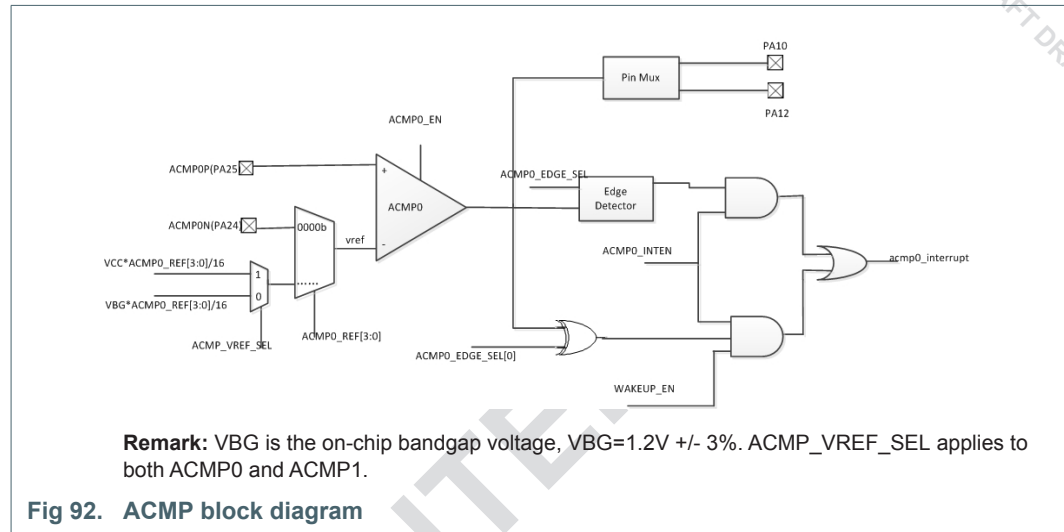 PA10
Pin Mux
PA12
ACMP0_EN
ACMP0P(PA25)
+
ACMP0
-
ACMP0N(PA24)
0000b
vref
......
VCC*ACMP0_REF[3:0]/16
1
0
VBG*ACMP0_REF[3:0]/16
ACMP_VREF_SEL
ACMP0_REF[3:0]
ACMP0_EDGE_SEL
Edge
Detector
ACMP0_INTEN
acmp0_interrupt
ACMP0_EDGE_SEL[0]
WAKEUP_EN
Remark: VBG is the on-chip bandgap voltage, VBG=1.2V +/- 3%. ACMP_VREF_SEL applies to
both ACMP0 and ACMP1.
Fig 92. ACMP block diagram